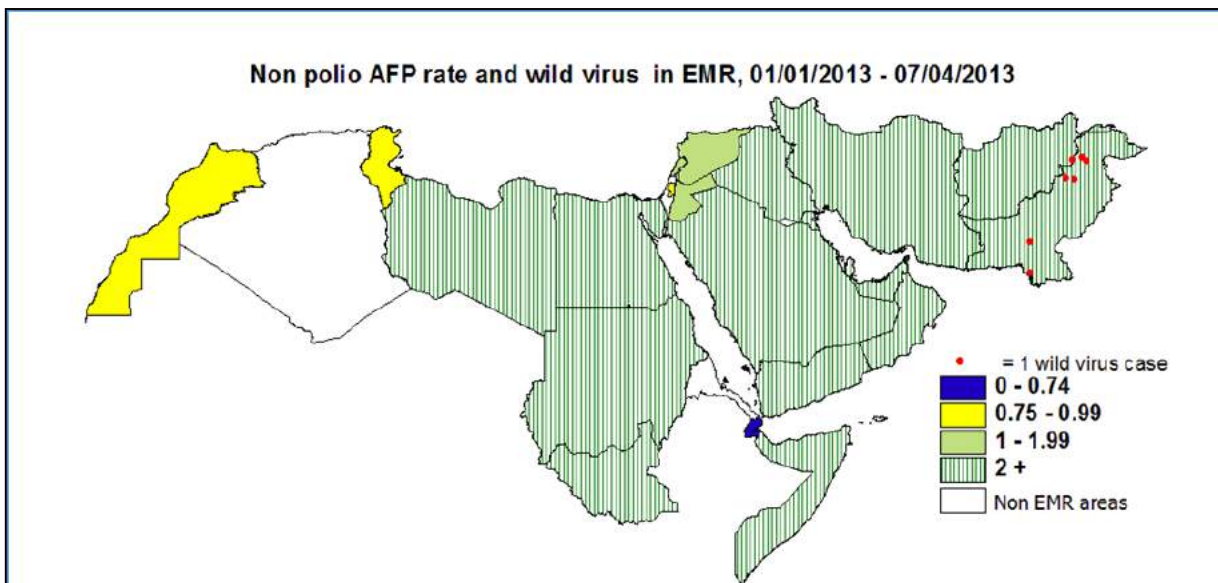 Non polio AFP rate and wild virus in EMR, 01/01/2013 - 07/04/2013
= 1 wild virus case
0 - 0.74
0.75 - 0.99
1 - 1.99
2 +
Non EMR areas